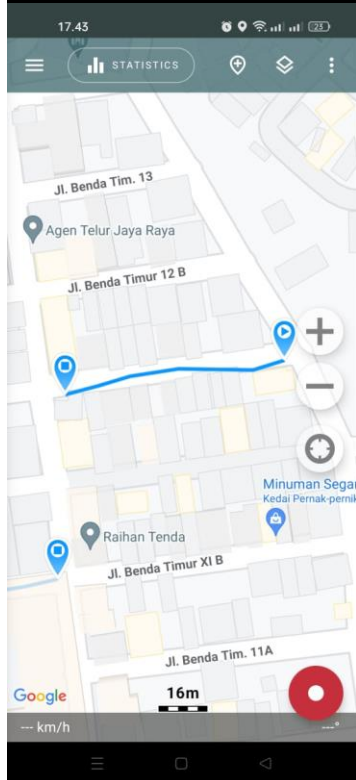 17.43
23
STATISTICS
Jl. Benda Tim. 13
Agen Telur Jaya Raya
Jl. Benda Timur 12 B
Minuman Segar
Kedai Pernak-pernik
Raihan Tenda
Jl. Benda Timur XI B
Jl. Benda Tim. 11A
Google
16m
--- km/h
---°